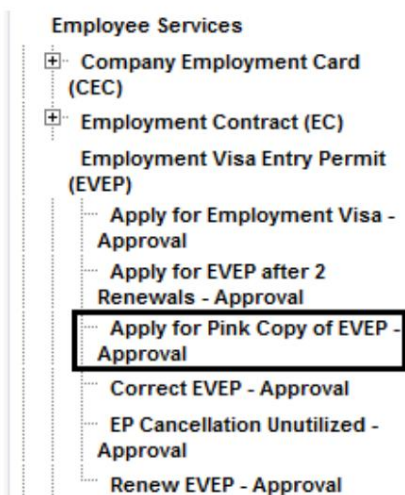 Employee Services
Company Employment Card
(CEC)
Employment Contract (EC)
Employment Visa Entry Permit
(EVEP)
Apply for Employment Visa -
Approval
Apply for EVEP after 2
Renewals - Approval
Apply for Pink Copy of EVEP -
Approval
Correct EVEP - Approval
EP Cancellation Unutilized -
Approval
Renew EVEP - Approval